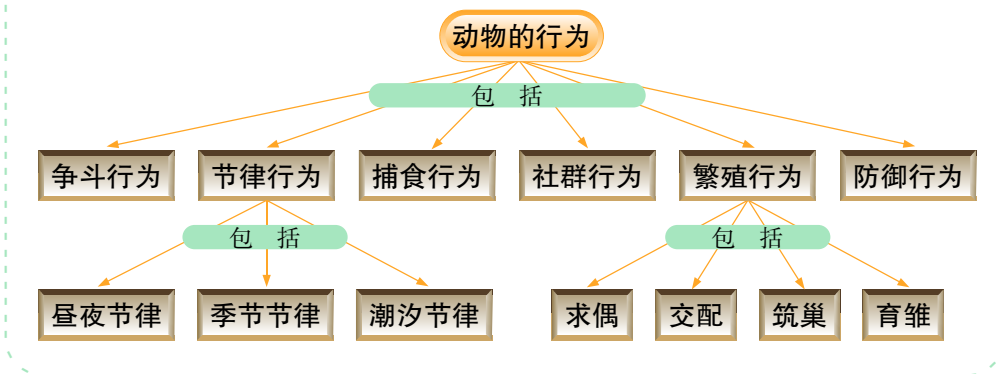 动物的行为
包 括
争斗行为 节律行为 捕食行为 社群行为 繁殖行为 防御行为
包 括 包 括
昼夜节律 季节节律 潮汐节律 求偶 交配 筑巢 育雏